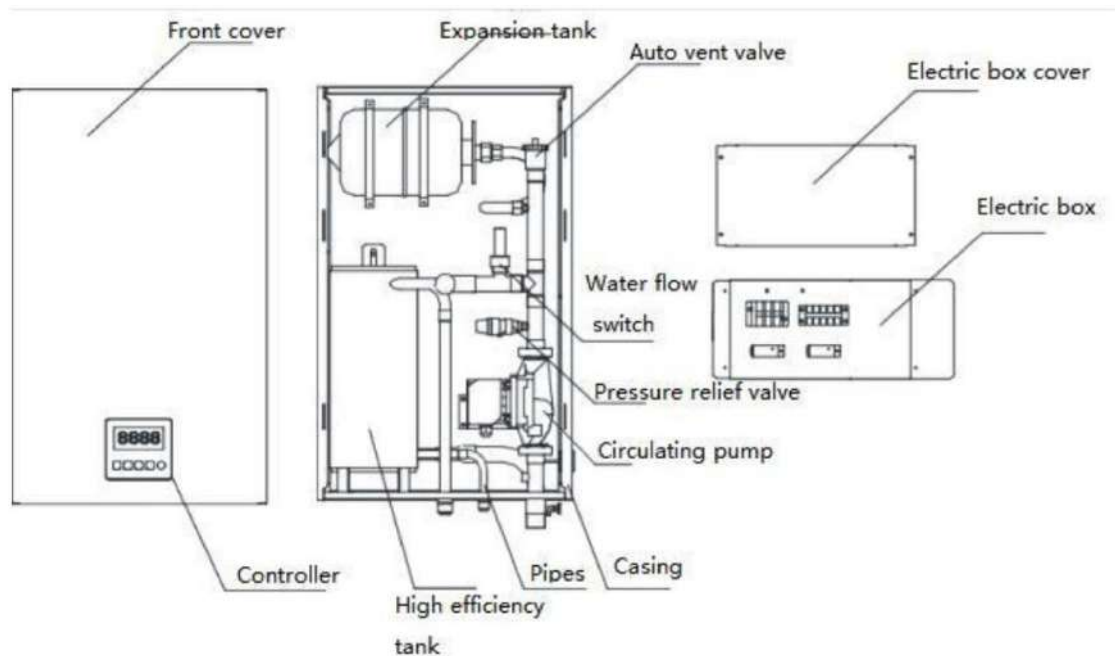 Front cover
Expansion tank
Auto vent valve
Electric box cover
Electric box
Water flow
switch
Pressure relief valve
Circulating pump
8888
Controller
High efficiency
tank
Pipes
Casing